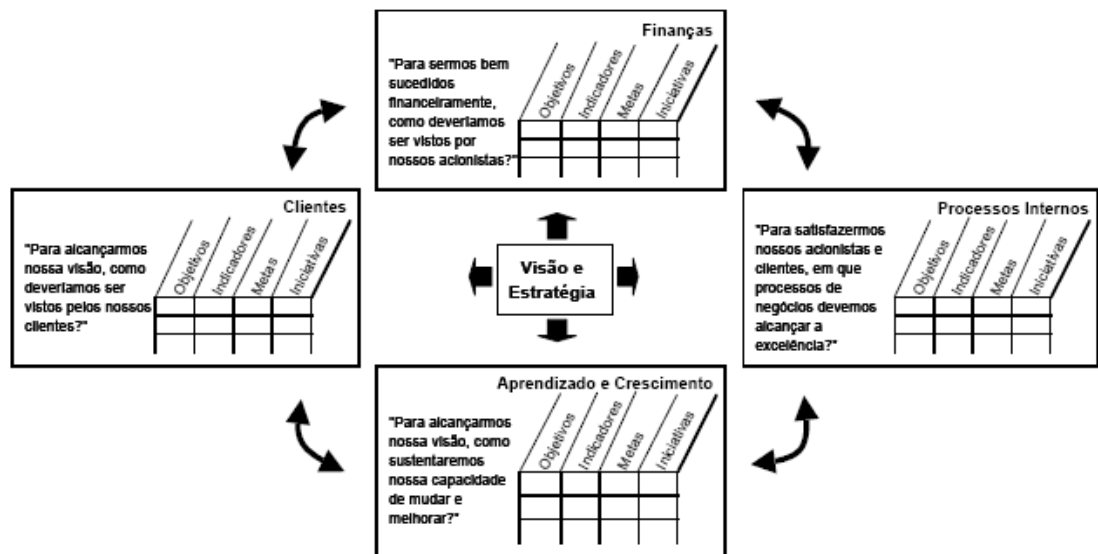 Finanças
"Para sermos bem
sucedidos
financeiramente,
como deveríamos
ser vistos por
nossos acionistas?"
Objetivos
Indicadores
Metas
Iniciativas
Clientes
"Para alcançarmos
nossa visão, como
deveríamos ser
vistos pelos nossos
clientes?"
Objetivos
Indicadores
Metas
Iniciativas
Visão e
Estratégia
Processos Internos
"Para satisfazermos
nossos acionistas e
clientes, em que
processos de
negócios devemos
alcançar a
excelência?"
Objetivos
Indicadores
Metas
Iniciativas
Aprendizado e Crescimento
"Para alcançarmos
nossa visão, como
sustentaremos
nossa capacidade
de mudar e
melhorar?"
Objetivos
Indicadores
Metas
Iniciativas